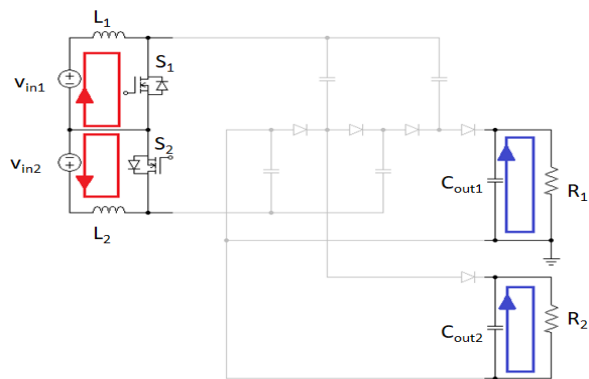 L₁
S₁
vᵢₙ₁
S₂
vᵢₙ₂
L₂
Cₒᵤₜ₁
R₁
Cₒᵤₜ₂
R₂